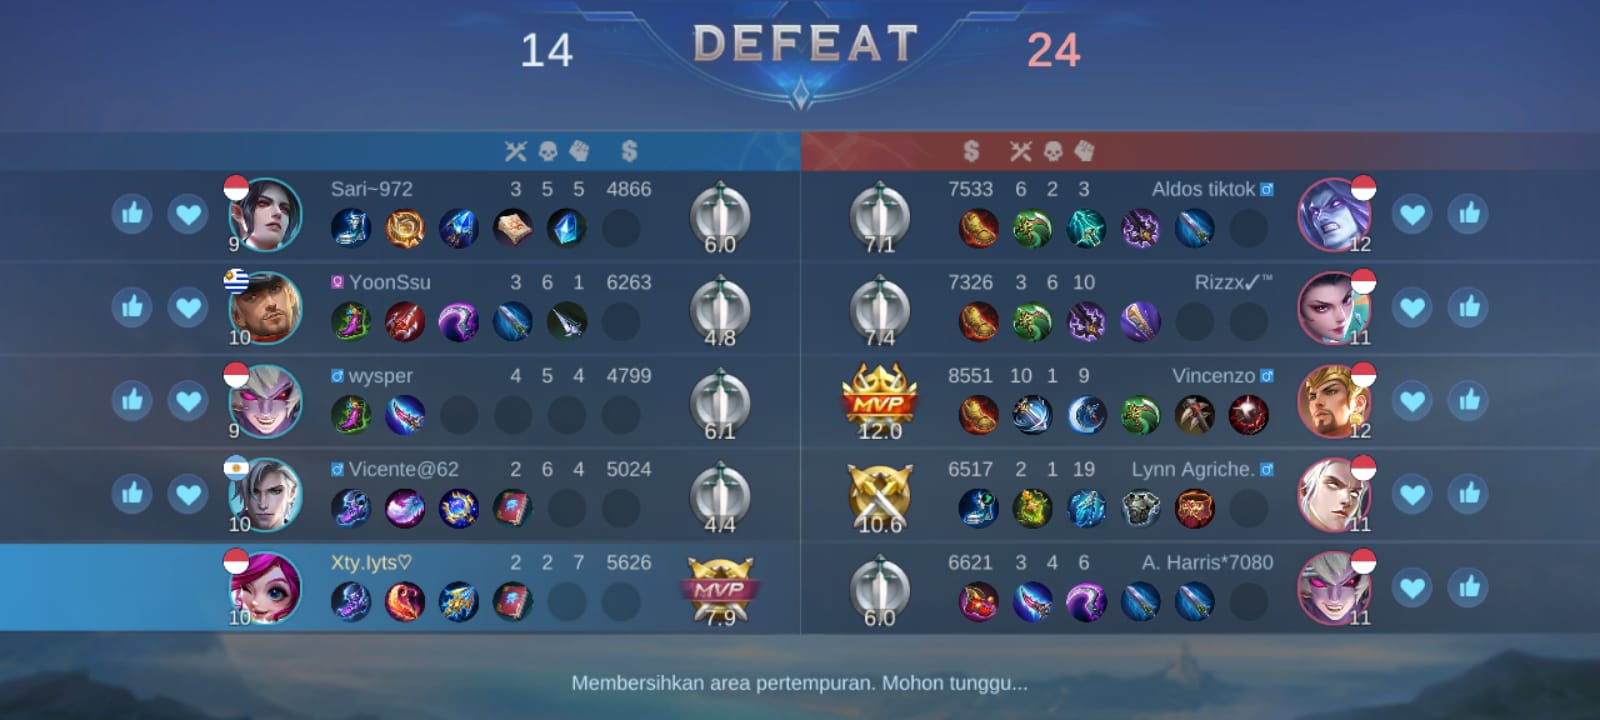 14 DEFEAT 24
Sari~972 3 5 5 4866
9 6.0
7533 6 2 3 Aldos tiktok
7.1 12
YoonSsu 3 6 1 6263
10 4.8
7326 3 6 10 Rizzx✓™
7.4 11
wysper 4 5 4 4799
9 6.1
8551 10 1 9 Vincenzo
MVP
12.0 12
Vicente@62 2 6 4 5024
10 4.4
6517 2 1 19 Lynn Agriche.
10.6 11
Xty.lyts♡ 2 2 7 5626
MVP
10 7.9
6621 3 4 6 A. Harris*7080
6.0 11
Membersihkan area pertempuran. Mohon tunggu...